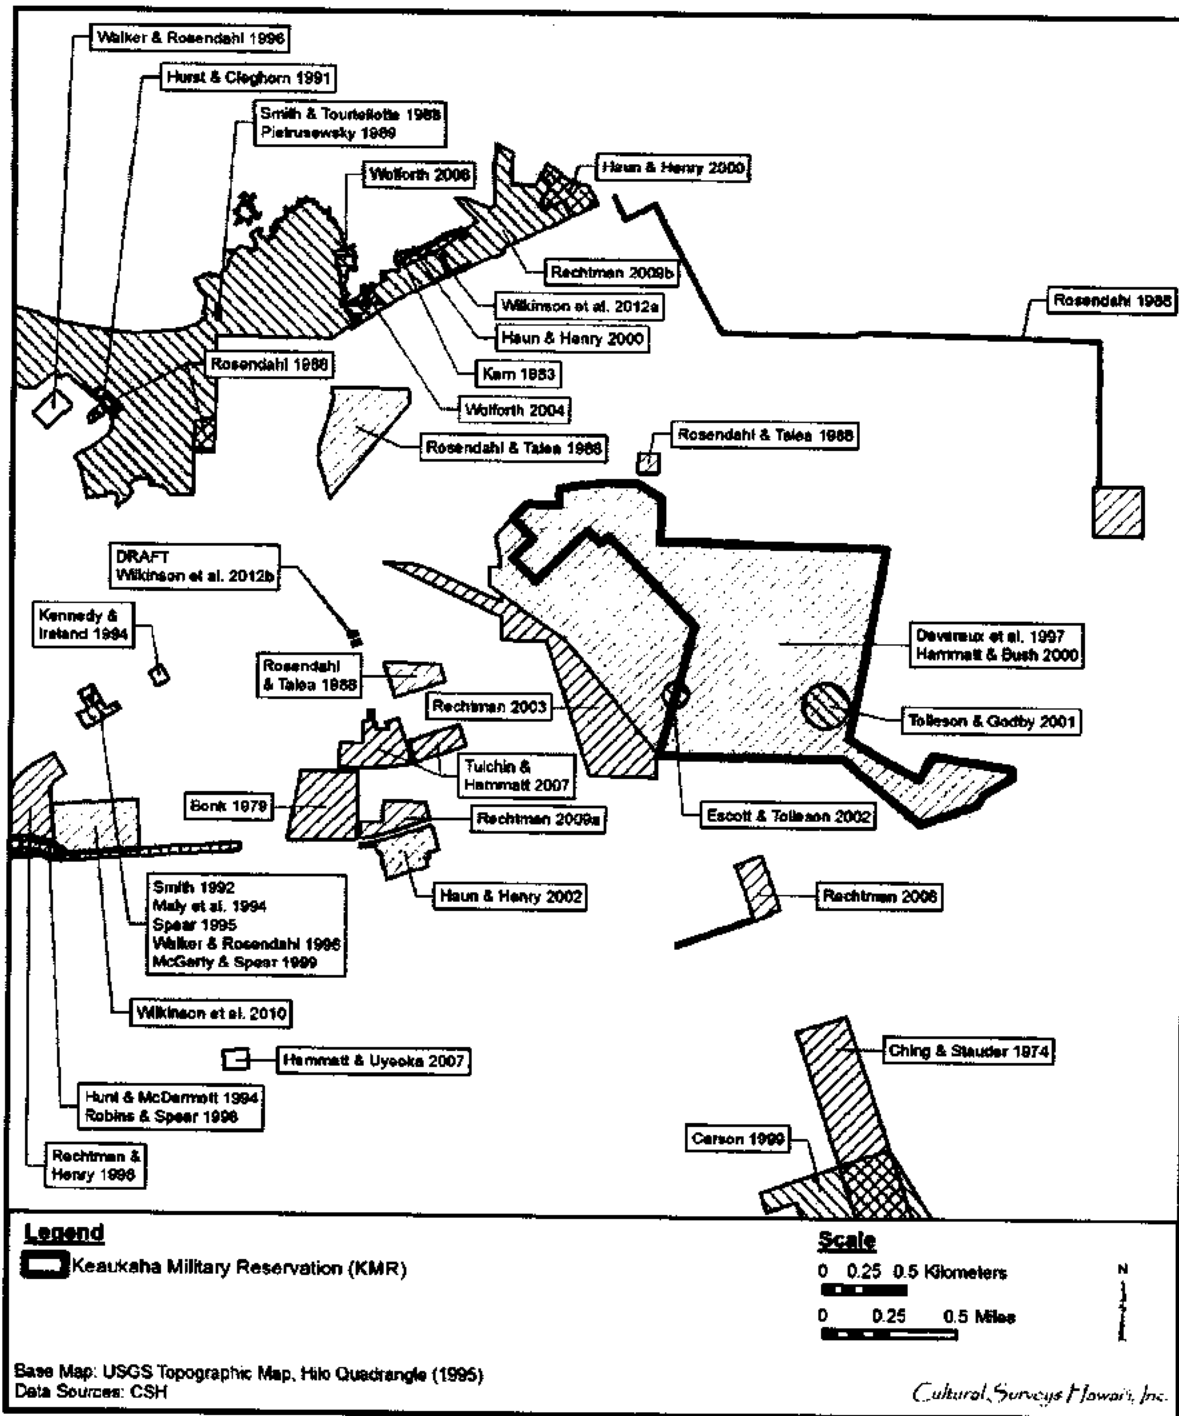 Walker & Rosendahl 1996
Hurst & Cleghorn 1991
Smith & Tourtellotte 1988
Pietrusewsky 1989
Wolforth 2006
Haun & Henry 2000
Rechtman 2009b
Wilkinson et al. 2012a
Haun & Henry 2000
Kam 1983
Wolforth 2004
Rosendahl 1988
Rosendahl 1988
Rosendahl & Talea 1988
Rosendahl & Talea 1988
DRAFT
Wilkinson et al. 2012b
Kennedy &
Ireland 1994
Rosendahl
& Talea 1988
Rechtman 2003
Devereux et al. 1997
Hammatt & Bush 2000
Tolleson & Godby 2001
Tulchin &
Hammatt 2007
Bonk 1979
Rechtman 2009a
Escott & Tolleson 2002
Haun & Henry 2002
Rechtman 2006
Smith 1992
Maly et al. 1994
Spear 1995
Walker & Rosendahl 1996
McGerty & Spear 1999
Wilkinson et al. 2010
Hammatt & Uyeoka 2007
Ching & Stauder 1974
Hunt & McDermott 1994
Robins & Spear 1996
Carson 1999
Rechtman &
Henry 1998
Legend
Keaukaha Military Reservation (KMR)
Scale
0 0.25 0.5 Kilometers
0 0.25 0.5 Miles
N
Base Map: USGS Topographic Map, Hilo Quadrangle (1995)
Data Sources: CSH
Cultural Surveys Hawai'i, Inc.